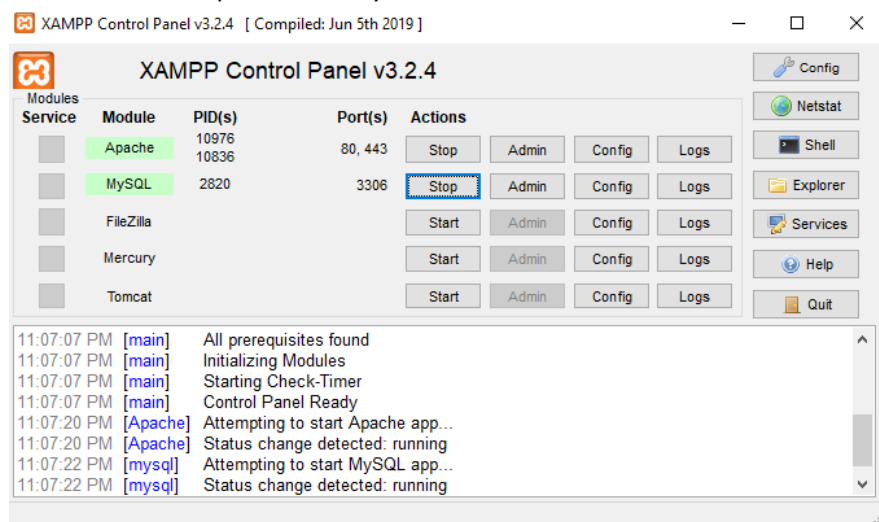 XAMPP Control Panel v3.2.4 [ Compiled: Jun 5th 2019 ]
XAMPP Control Panel v3.2.4
Config
Modules
Service Module PID(s) Port(s) Actions
Netstat
Apache 10976 10836 80, 443 Stop Admin Config Logs
Shell
MySQL 2820 3306 Stop Admin Config Logs
Explorer
FileZilla Start Admin Config Logs
Services
Mercury Start Admin Config Logs
Help
Tomcat Start Admin Config Logs
Quit
11:07:07 PM [main] All prerequisites found
11:07:07 PM [main] Initializing Modules
11:07:07 PM [main] Starting Check-Timer
11:07:07 PM [main] Control Panel Ready
11:07:20 PM [Apache] Attempting to start Apache app...
11:07:20 PM [Apache] Status change detected: running
11:07:22 PM [mysql] Attempting to start MySQL app...
11:07:22 PM [mysql] Status change detected: running